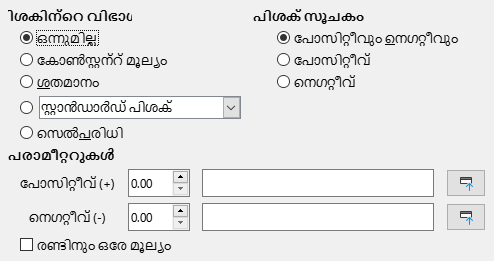 പിശകിന്റെ വിഭാഗ
ഒന്നുമില്ല
കോൺസ്റ്റന്റ് മൂല്യം
ശതമാനം
സ്റ്റാൻഡാർഡ് പിശക്
സെൽപരിധി
പിശക് സൂചകം
പോസിറ്റീവും ഉനഗറ്റീവും
പോസിറ്റീവ്
നെഗറ്റീവ്
പരാമീറ്ററുകൾ
പോസിറ്റീവ് (+) 0.00
നെഗറ്റീവ് (-) 0.00
രണ്ടിനും ഒരേ മൂല്യം